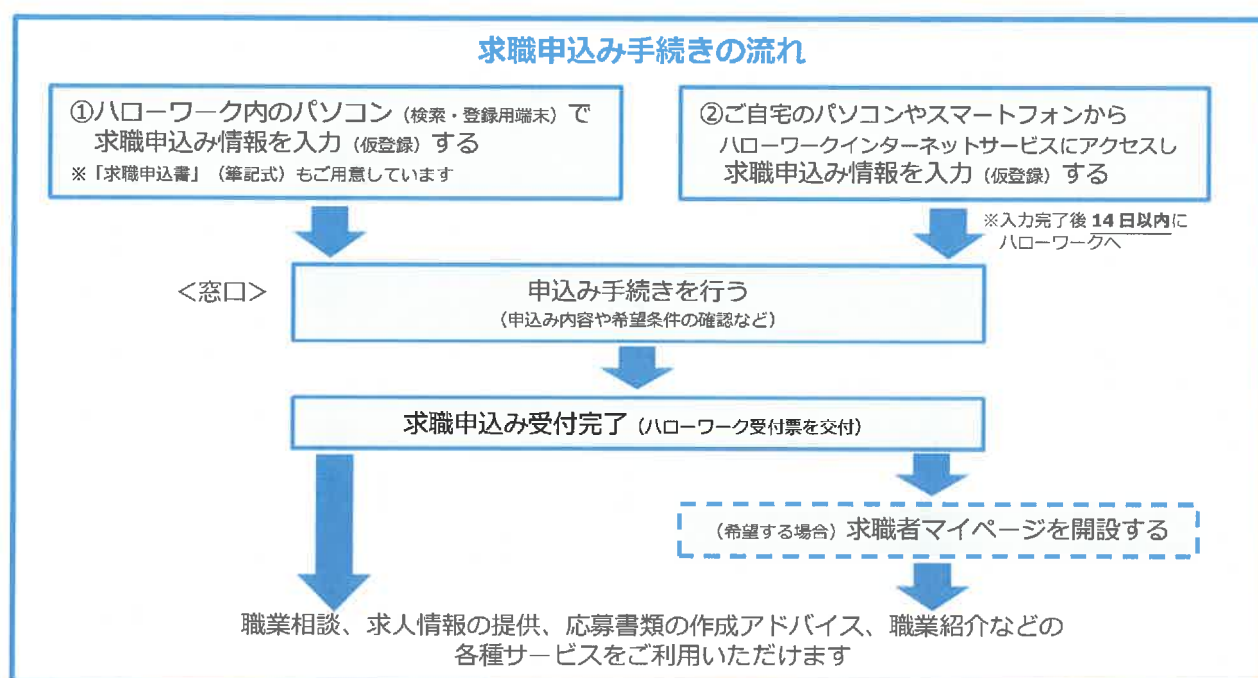 求職申込み手続きの流れ
①ハローワーク内のパソコン（検索・登録用端末）で
求職申込み情報を入力（仮登録）する
※「求職申込書」（筆記式）もご用意しています
②ご自宅のパソコンやスマートフォンから
ハローワークインターネットサービスにアクセスし
求職申込み情報を入力（仮登録）する
※入力完了後 14日以内に
ハローワークへ
＜窓口＞
申込み手続きを行う
（申込み内容や希望条件の確認など）
求職申込み受付完了（ハローワーク受付票を交付）
（希望する場合）求職者マイページを開設する
職業相談、求人情報の提供、応募書類の作成アドバイス、職業紹介などの
各種サービスをご利用いただけます